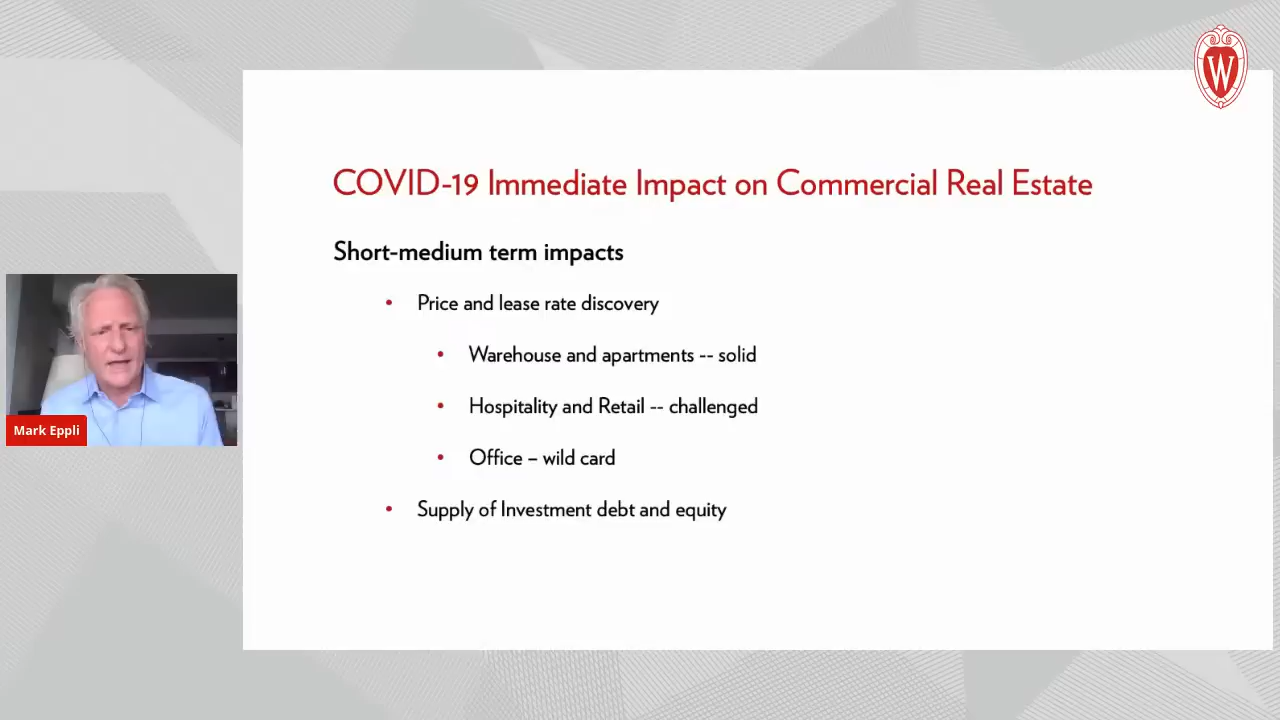 W
COVID-19 Immediate Impact on Commercial Real Estate
Short-medium term impacts
• Price and lease rate discovery
• Warehouse and apartments -- solid
• Hospitality and Retail -- challenged
• Office – wild card
• Supply of Investment debt and equity
Mark Eppli